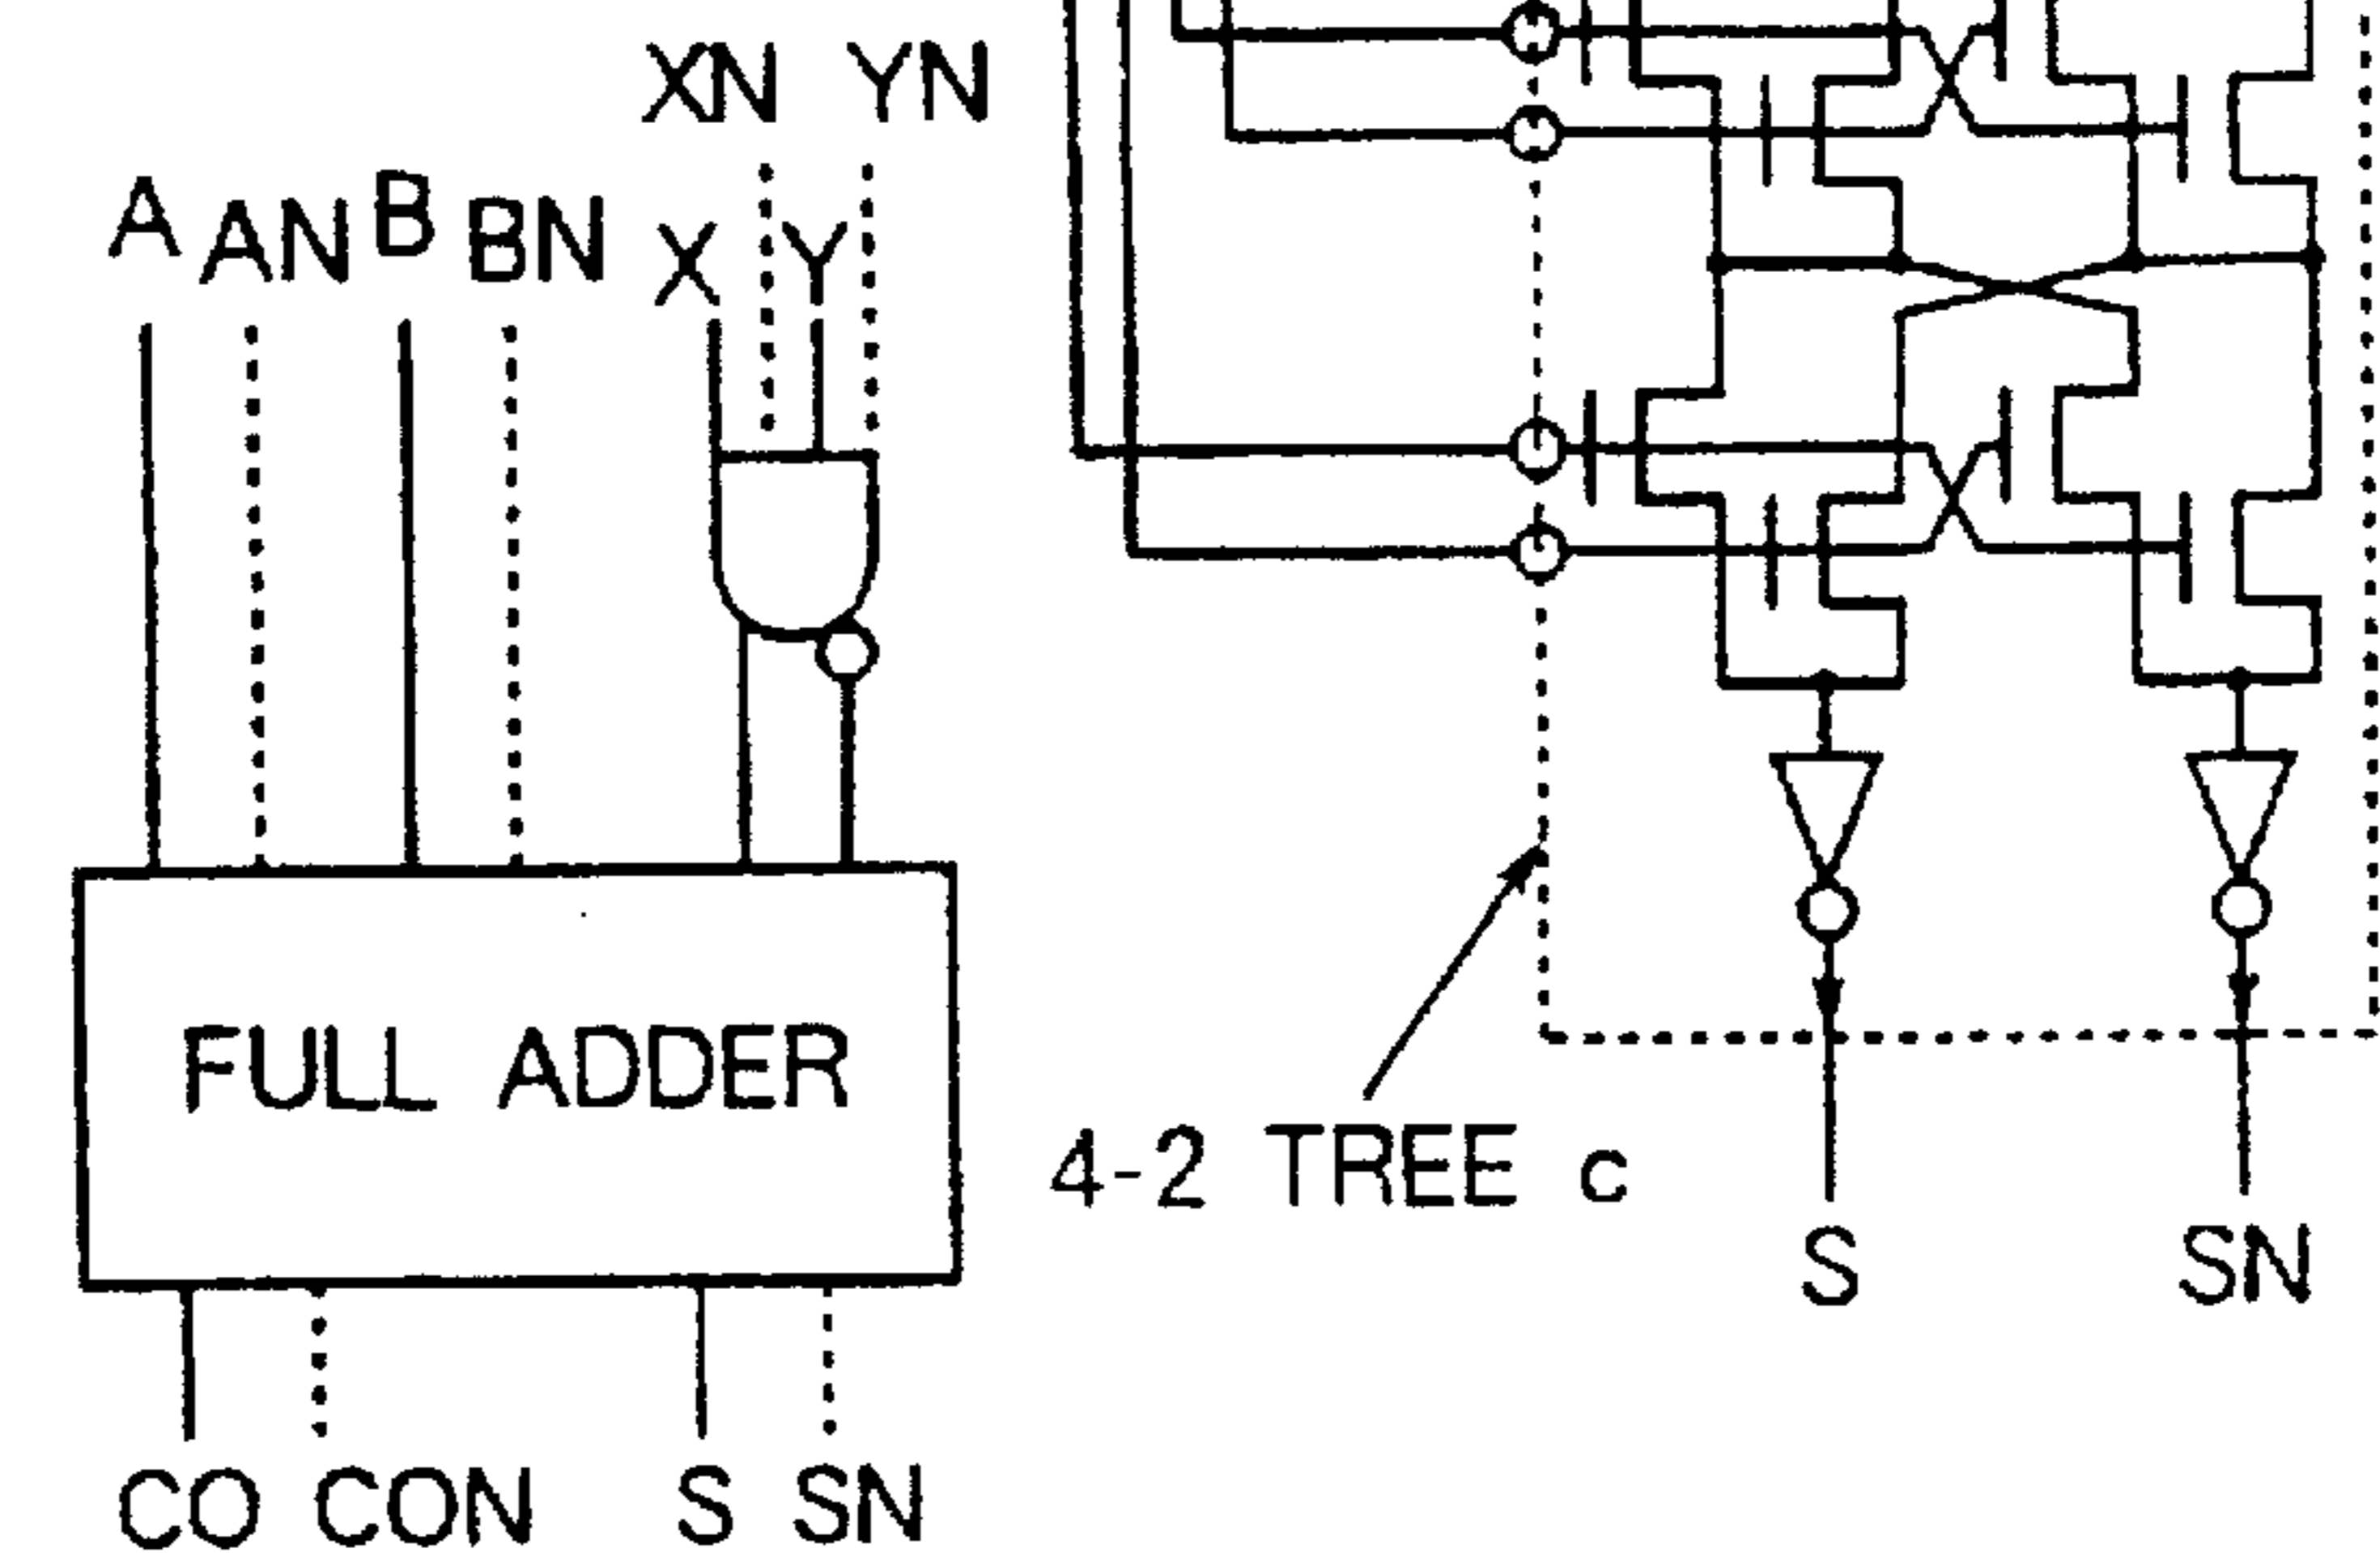 XN YN
A AN B BN X Y
FULL ADDER
4-2 TREE c
S SN
CO CON S SN